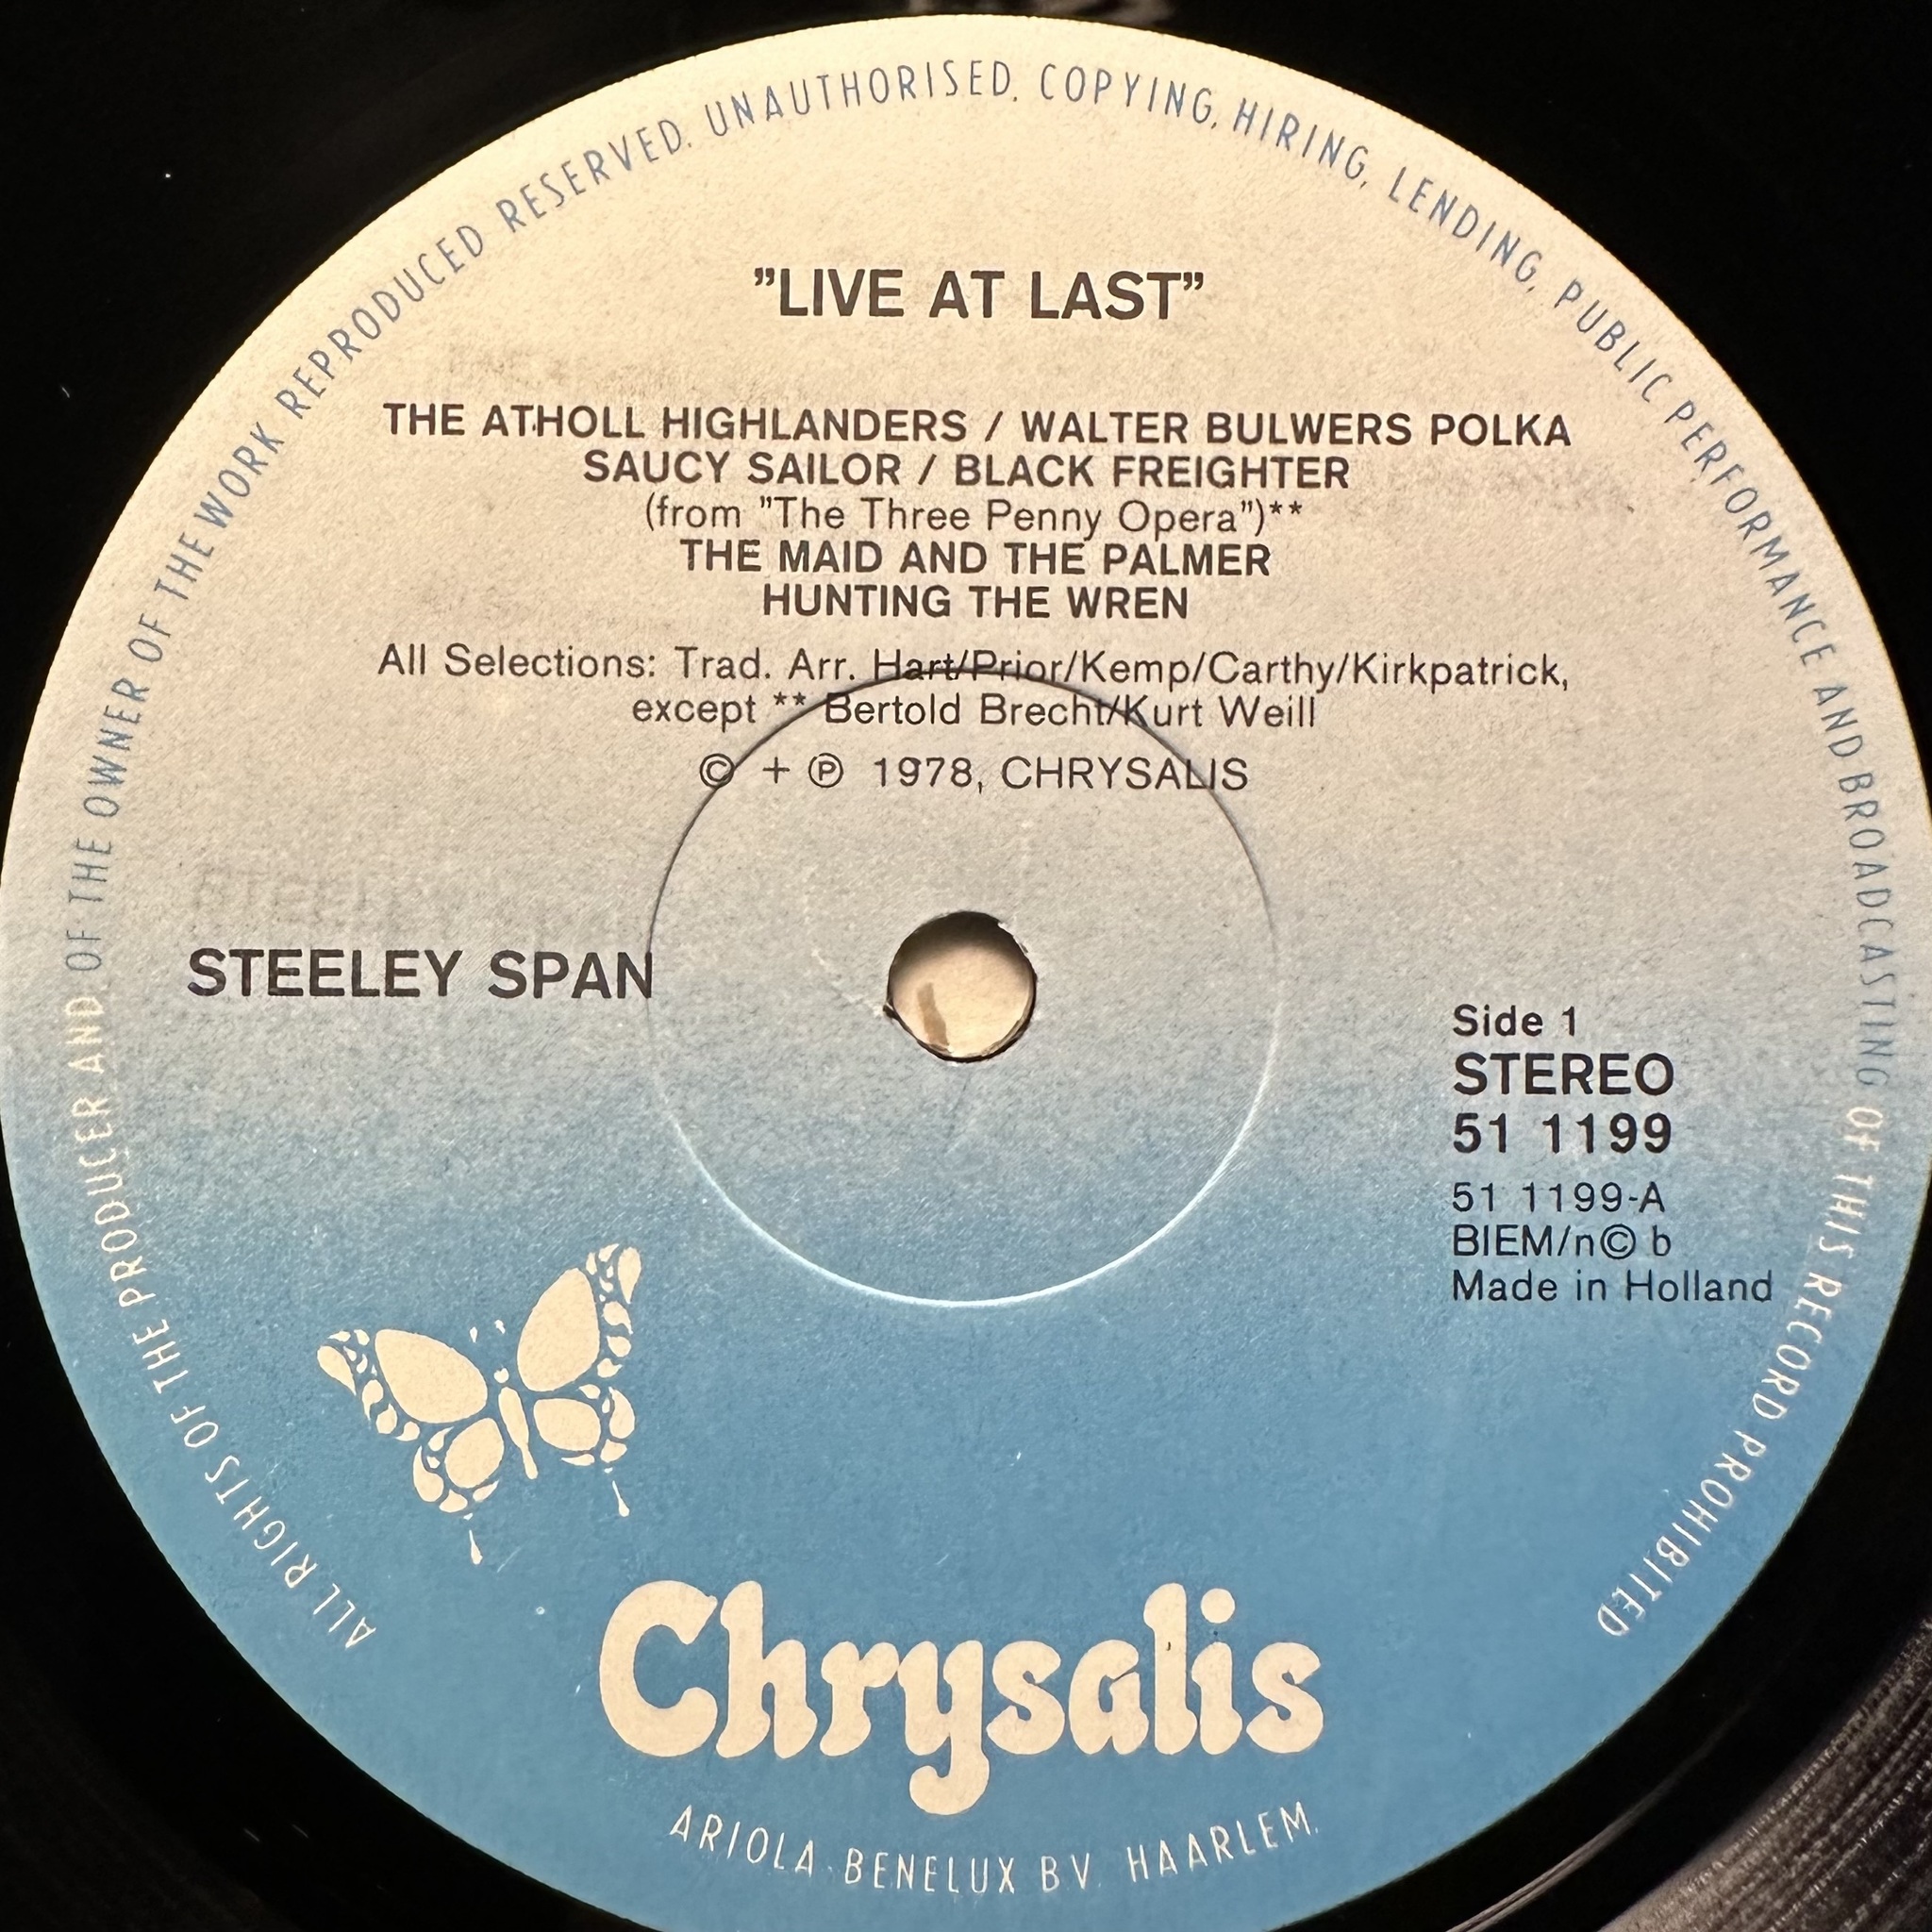 ALL RIGHTS OF THE PRODUCER AND OF THE OWNER OF THE WORK REPRODUCED RESERVED. UNAUTHORISED. COPYING, HIRING, LENDING, PUBLIC PERFORMANCE AND BROADCASTING OF THIS RECORD PROHIBITED
"LIVE AT LAST"
THE ATHOLL HIGHLANDERS / WALTER BULWERS POLKA
SAUCY SAILOR / BLACK FREIGHTER
(from "The Three Penny Opera")**
THE MAID AND THE PALMER
HUNTING THE WREN
All Selections: Trad. Arr. Hart/Prior/Kemp/Carthy/Kirkpatrick,
except ** Bertold Brecht/Kurt Weill
© + ℗ 1978, CHRYSALIS
STEELEY SPAN
Side 1
STEREO
51 1199
51 1199-A
BIEM/n© b
Made in Holland
Chrysalis
ARIOLA-BENELUX B.V. HAARLEM.